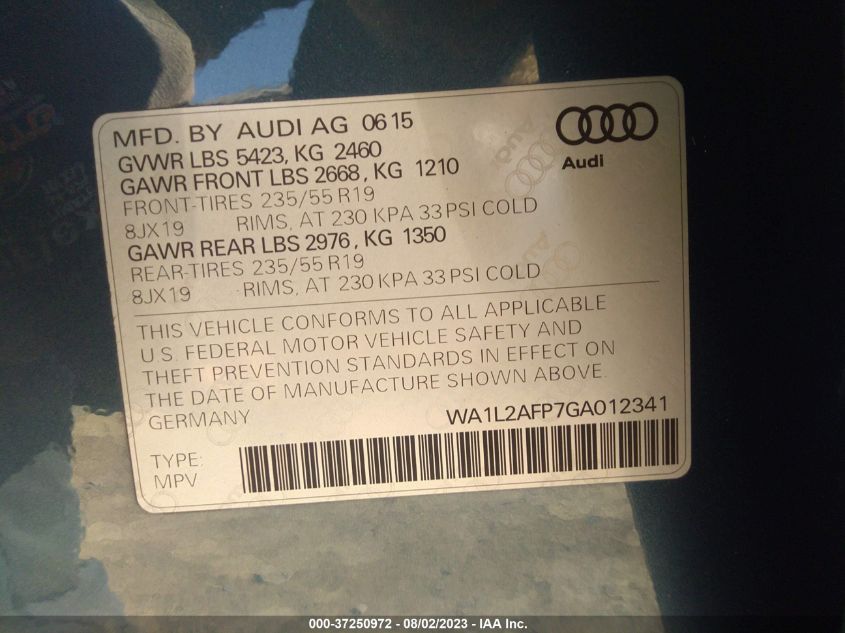 MFD. BY AUDI AG 06 15
GVWR LBS 5423, KG 2460
GAWR FRONT LBS 2668, KG 1210
FRONT-TIRES 235/55 R19
8JX19 RIMS, AT 230 KPA 33 PSI COLD
GAWR REAR LBS 2976, KG 1350
REAR-TIRES 235/55 R19
8JX19 RIMS, AT 230 KPA 33 PSI COLD
Audi
THIS VEHICLE CONFORMS TO ALL APPLICABLE
U.S. FEDERAL MOTOR VEHICLE SAFETY AND
THEFT PREVENTION STANDARDS IN EFFECT ON
THE DATE OF MANUFACTURE SHOWN ABOVE.
GERMANY WA1L2AFP7GA012341
TYPE:
MPV
000-37250972 - 08/02/2023 - IAA Inc.